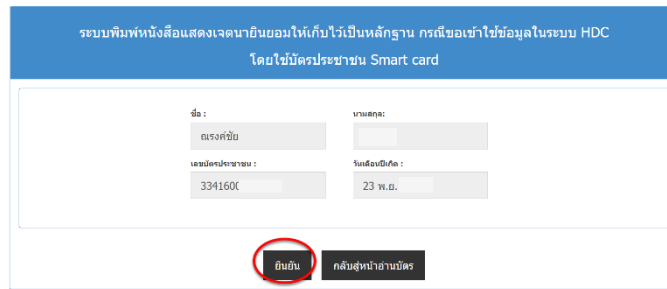 ระบบพิมพ์หนังสือแสดงเจตนายินยอมให้เก็บไว้เป็นหลักฐาน กรณีขอเข้าใช้ข้อมูลในระบบ HDC
โดยใช้บัตรประชาชน Smart card
ชื่อ : นามสกุล:
ณรงค์ชัย
เลขบัตรประชาชน : วันเดือนปีเกิด :
3341600 23 พ.ย.
ยืนยัน กลับสู่หน้าอ่านบัตร